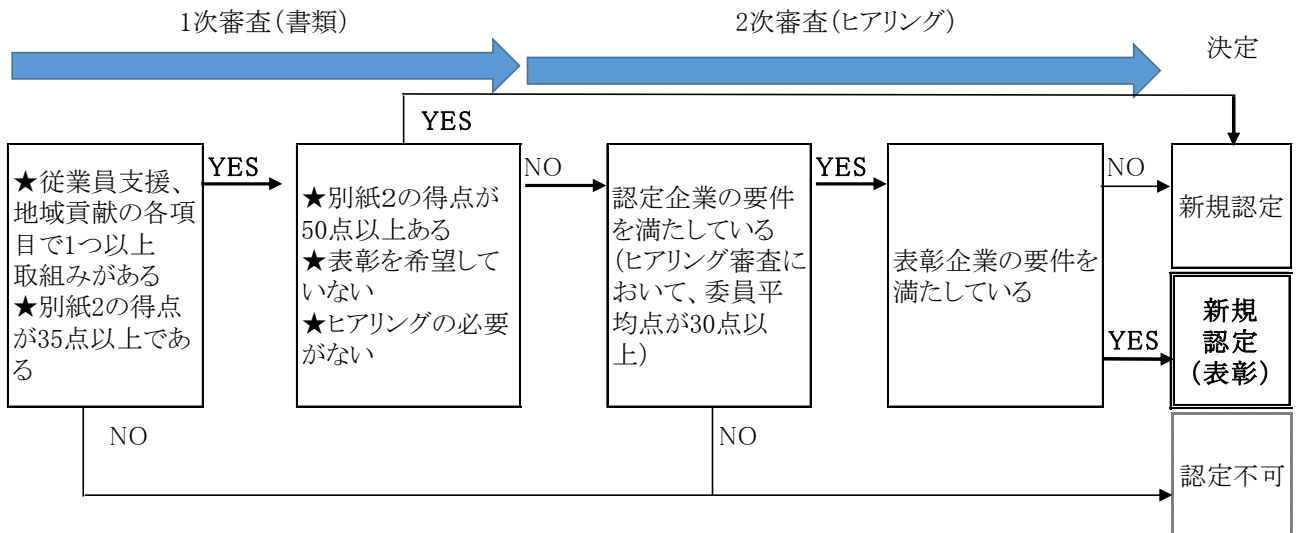 1次審査(書類)
2次審査(ヒアリング)
決定
YES
★従業員支援、
地域貢献の各項
目で1つ以上
取組みがある
★別紙2の得点
が35点以上であ
る
YES
★別紙2の得点が
50点以上ある
★表彰を希望して
いない
★ヒアリングの必要
がない
NO
認定企業の要件
を満たしている
(ヒアリング審査に
おいて、委員平
均点が30点以
上)
YES
表彰企業の要件を
満たしている
NO
新規認定
YES
新規
認定
(表彰)
NO
NO
認定不可